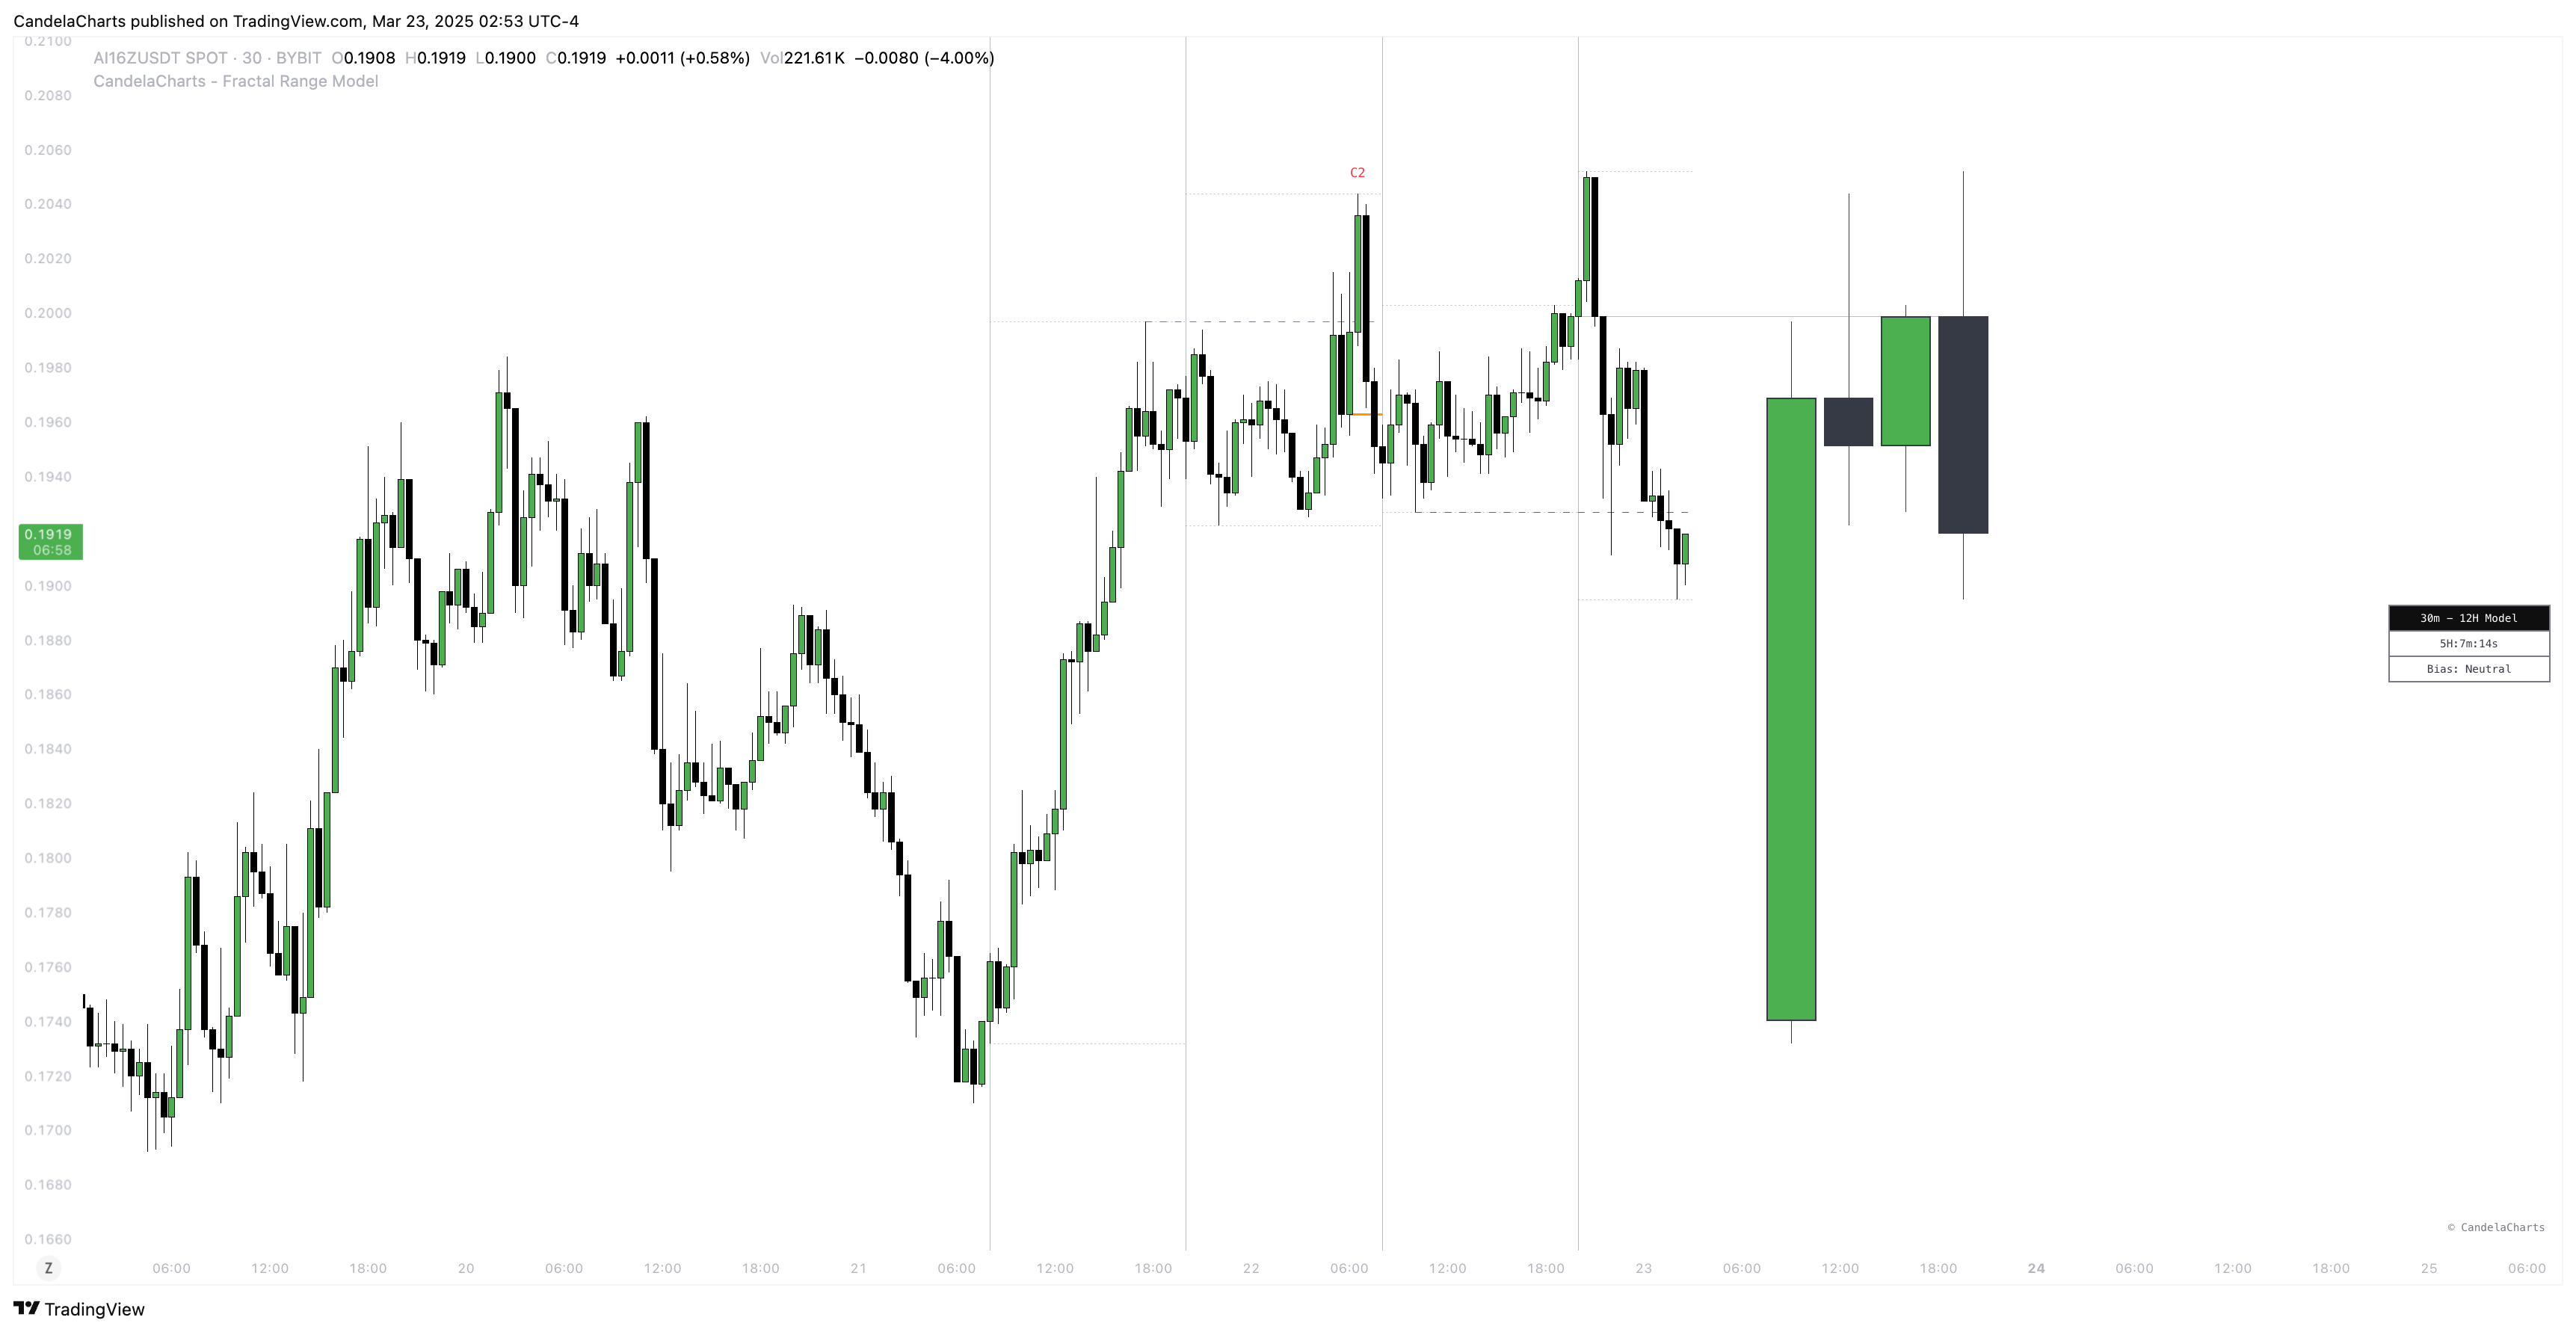 CandelaCharts published on TradingView.com, Mar 23, 2025 02:53 UTC-4
0.2100
AI16ZUSDT SPOT · 30 · BYBIT O0.1908 H0.1919 L0.1900 C0.1919 +0.0011 (+0.58%) Vol221.61K −0.0080 (−4.00%)
CandelaCharts - Fractal Range Model
0.2080
0.2060
C2
0.2040
0.2020
0.2000
0.1980
0.1960
0.1940
0.1919
06:58
0.1900
30m − 12H Model
0.1880
5H:7m:14s
Bias: Neutral
0.1860
0.1840
0.1820
0.1800
0.1780
0.1760
0.1740
0.1720
0.1700
0.1680
© CandelaCharts
0.1660
Z 06:00 12:00 18:00 20 06:00 12:00 18:00 21 06:00 12:00 18:00 22 06:00 12:00 18:00 23 06:00 12:00 18:00 24 06:00 12:00 18:00 25 06:00
TradingView